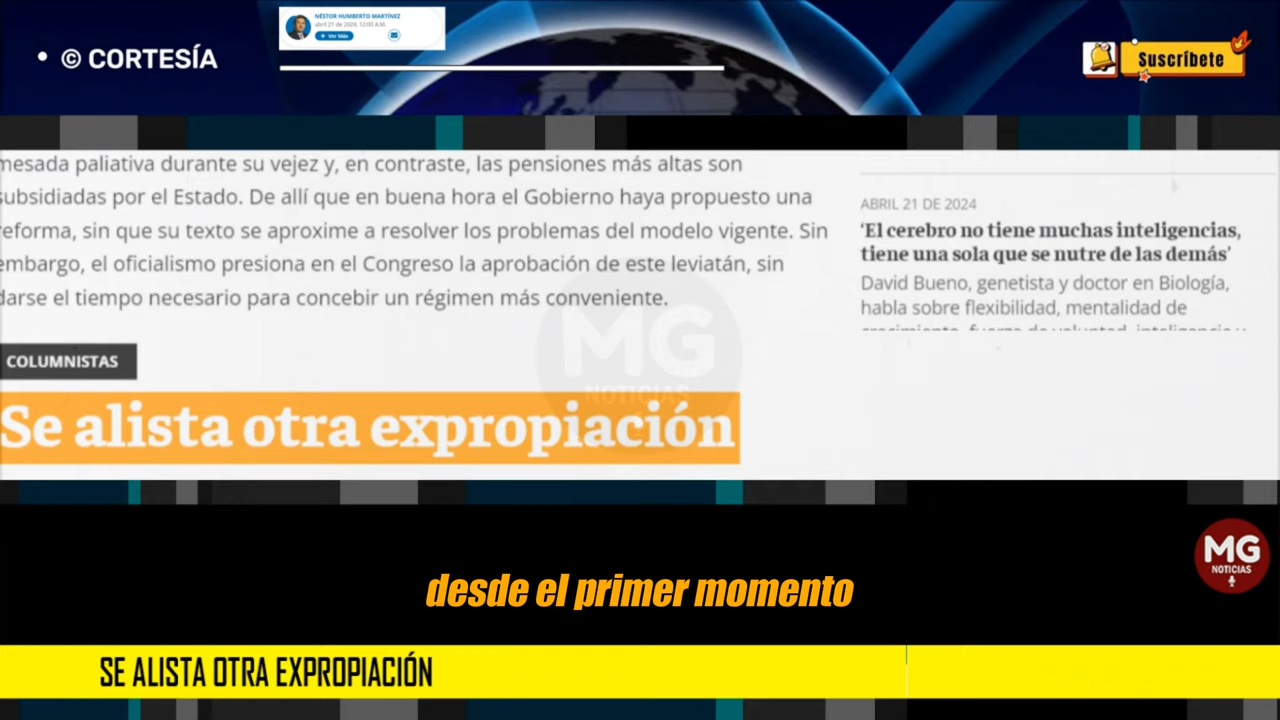 © CORTESÍA
NÉSTOR HUMBERTO MARTÍNEZ
abril 21 de 2024, 12:00 A.M.
+ Ver Más
Suscríbete
mesada paliativa durante su vejez y, en contraste, las pensiones más altas son
subsidiadas por el Estado. De allí que en buena hora el Gobierno haya propuesto una
reforma, sin que su texto se aproxime a resolver los problemas del modelo vigente. Sin
embargo, el oficialismo presiona en el Congreso la aprobación de este leviatán, sin
darse el tiempo necesario para concebir un régimen más conveniente.
COLUMNISTAS
Se alista otra expropiación
ABRIL 21 DE 2024
‘El cerebro no tiene muchas inteligencias,
tiene una sola que se nutre de las demás’
David Bueno, genetista y doctor en Biología,
habla sobre flexibilidad, mentalidad de
MG
NOTICIAS
MG
NOTICIAS
desde el primer momento
SE ALISTA OTRA EXPROPIACIÓN